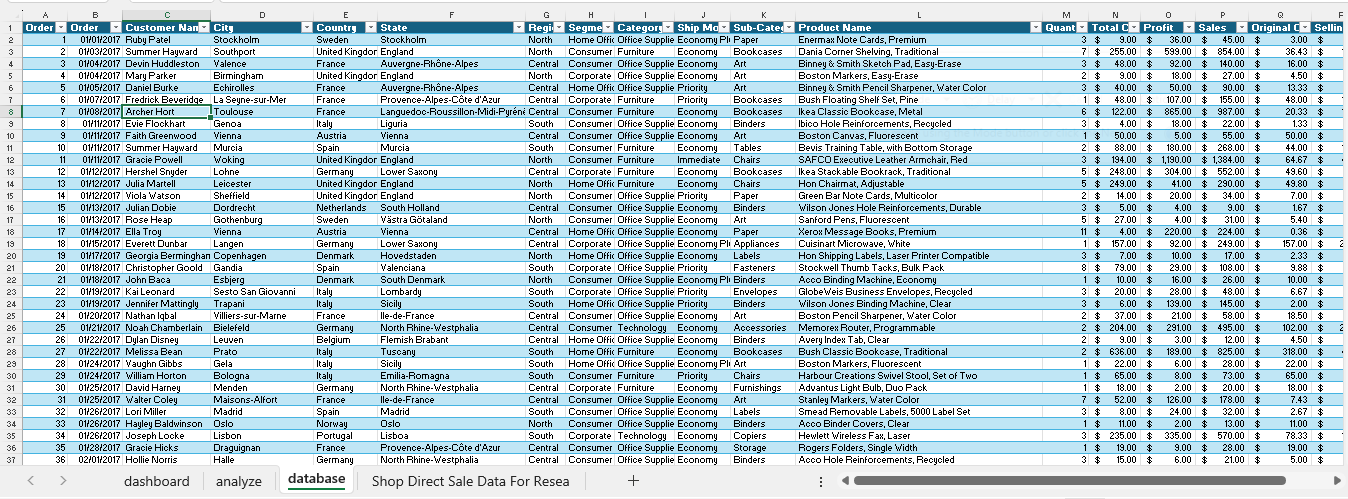 A B C D E F G H I J K L M N O P Q
1 Order Order Customer Nan City Country State Regi Segme Categor Ship Mo Sub-Categ Product Name Quant Total C Profit Sales Original C Sellin
2 1 01/01/2017 Ruby Patel Stockholm Sweden Stockholm North Home Offic Office Supplie Economy Pl Paper Enermax Note Cards, Premium 3 $ 9.00 $ 36.00 $ 45.00 $ 3.00 $
3 2 01/03/2017 Summer Hayward Southport United Kingdor England North Consumer Furniture Economy Bookcases Dania Corner Shelving, Traditional 7 $ 255.00 $ 599.00 $ 854.00 $ 36.43 $
4 3 01/04/2017 Devin Huddleston Valence France Auvergne-Rhône-Alpes Central Consumer Office Supplie Economy Art Binney & Smith Sketch Pad, Easy-Erase 3 $ 48.00 $ 92.00 $ 140.00 $ 16.00 $
5 4 01/04/2017 Mary Parker Birmingham United Kingdor England North Corporate Office Supplie Economy Art Boston Markers, Easy-Erase 2 $ 9.00 $ 18.00 $ 27.00 $ 4.50 $
6 5 01/05/2017 Daniel Burke Echirolles France Auvergne-Rhône-Alpes Central Home Offic Office Supplie Priority Art Binney & Smith Pencil Sharpener, Water Color 3 $ 40.00 $ 50.00 $ 90.00 $ 13.33 $
7 6 01/07/2017 Fredrick Beveridge La Seyne-sur-Mer France Provence-Alpes-Côte d'Azur Central Corporate Furniture Priority Bookcases Bush Floating Shelf Set, Pine 1 $ 48.00 $ 107.00 $ 155.00 $ 48.00 $
8 7 01/08/2017 Archer Hort Toulouse France Languedoc-Roussillon-Midi-Pyréné Central Consumer Furniture Economy Bookcases Ikea Classic Bookcase, Metal 6 $ 122.00 $ 865.00 $ 987.00 $ 20.33 $
9 8 01/11/2017 Evie Flockhart Genoa Italy Liguria South Consumer Office Supplie Economy Binders Ibico Hole Reinforcements, Recycled 3 $ 4.00 $ 18.00 $ 22.00 $ 1.33 $
10 9 01/11/2017 Faith Greenwood Vienna Austria Vienna Central Consumer Office Supplie Economy Art Boston Canvas, Fluorescent 1 $ 50.00 $ 5.00 $ 55.00 $ 50.00 $
11 10 01/11/2017 Summer Hayward Murcia Spain Murcia South Consumer Furniture Economy Tables Bevis Training Table, with Bottom Storage 2 $ 88.00 $ 180.00 $ 268.00 $ 44.00 $
12 11 01/11/2017 Gracie Powell Woking United Kingdor England North Consumer Furniture Immediate Chairs SAFCO Executive Leather Armchair, Red 3 $ 194.00 $ 1,190.00 $ 1,384.00 $ 64.67 $
13 12 01/11/2017 Hershel Snyder Lohne Germany Lower Saxony Central Corporate Furniture Economy Bookcases Ikea Stackable Bookrack, Traditional 5 $ 248.00 $ 304.00 $ 552.00 $ 49.60 $
14 13 01/12/2017 Julia Martell Leicester United Kingdor England North Home Offic Furniture Economy Chairs Hon Chairmat, Adjustable 5 $ 249.00 $ 41.00 $ 290.00 $ 49.80 $
15 14 01/12/2017 Viola Watson Sheffield United Kingdor England North Consumer Office Supplie Priority Paper Green Bar Note Cards, Multicolor 2 $ 14.00 $ 20.00 $ 34.00 $ 7.00 $
16 15 01/13/2017 Julian Dobie Dordrecht Netherlands South Holland Central Consumer Office Supplie Economy Binders Wilson Jones Hole Reinforcements, Durable 3 $ 5.00 $ 4.00 $ 9.00 $ 1.67 $
17 16 01/13/2017 Rose Heap Gothenburg Sweden Västra Götaland North Consumer Office Supplie Economy Art Sanford Pens, Fluorescent 5 $ 27.00 $ 4.00 $ 31.00 $ 5.40 $
18 17 01/14/2017 Ella Troy Vienna Austria Vienna Central Consumer Office Supplie Economy Paper Xerox Message Books, Premium 11 $ 4.00 $ 220.00 $ 224.00 $ 0.36 $
19 18 01/15/2017 Everett Dunbar Langen Germany Lower Saxony Central Corporate Office Supplie Economy Pl Appliances Cuisinart Microwave, White 1 $ 157.00 $ 92.00 $ 249.00 $ 157.00 $
20 19 01/17/2017 Georgia Bermingham Copenhagen Denmark Hovedstaden North Consumer Office Supplie Economy Labels Hon Shipping Labels, Laser Printer Compatible 3 $ 7.00 $ 10.00 $ 17.00 $ 2.33 $
21 20 01/18/2017 Christopher Goold Gandia Spain Valenciana South Corporate Office Supplie Priority Fasteners Stockwell Thumb Tacks, Bulk Pack 8 $ 79.00 $ 29.00 $ 108.00 $ 9.88 $
22 21 01/18/2017 John Baca Esbjerg Denmark South Denmark North Consumer Office Supplie Economy Pl Binders Acco Binding Machine, Economy 1 $ 10.00 $ 16.00 $ 26.00 $ 10.00 $
23 22 01/19/2017 Kai Leonard Sesto San Giovanni Italy Lombardy South Corporate Office Supplie Priority Envelopes GlobeWeis Business Envelopes, Recycled 3 $ 20.00 $ 28.00 $ 48.00 $ 6.67 $
24 23 01/19/2017 Jennifer Mattingly Trapani Italy Sicily South Home Offic Office Supplie Priority Binders Wilson Jones Binding Machine, Clear 3 $ 6.00 $ 139.00 $ 145.00 $ 2.00 $
25 24 01/20/2017 Nathan Iqbal Villiers-sur-Marne France Ile-de-France Central Consumer Office Supplie Economy Art Boston Pencil Sharpener, Water Color 2 $ 37.00 $ 21.00 $ 58.00 $ 18.50 $
26 25 01/21/2017 Noah Chamberlain Bielefeld Germany North Rhine-Westphalia Central Consumer Technology Economy Accessories Memorex Router, Programmable 2 $ 204.00 $ 291.00 $ 495.00 $ 102.00 $
27 26 01/22/2017 Dylan Disney Leuven Belgium Flemish Brabant Central Home Offic Office Supplie Economy Binders Avery Index Tab, Clear 2 $ 9.00 $ 3.00 $ 12.00 $ 4.50 $
28 27 01/22/2017 Melissa Bean Prato Italy Tuscany South Home Offic Furniture Economy Bookcases Bush Classic Bookcase, Traditional 2 $ 636.00 $ 189.00 $ 825.00 $ 318.00 $
29 28 01/24/2017 Vaughn Gibbs Gela Italy Sicily South Home Offic Office Supplie Economy Pl Art Boston Markers, Fluorescent 1 $ 22.00 $ 6.00 $ 28.00 $ 22.00 $
30 29 01/24/2017 William Horton Bologna Italy Emilia-Romagna South Consumer Furniture Priority Chairs Harbour Creations Swivel Stool, Set of Two 1 $ 65.00 $ 8.00 $ 73.00 $ 65.00 $
31 30 01/25/2017 David Harney Menden Germany North Rhine-Westphalia Central Corporate Furniture Economy Furnishings Advantus Light Bulb, Duo Pack 1 $ 18.00 $ 2.00 $ 20.00 $ 18.00 $
32 31 01/25/2017 Walter Coley Maisons-Alfort France Ile-de-France Central Consumer Office Supplie Economy Art Stanley Markers, Water Color 7 $ 52.00 $ 126.00 $ 178.00 $ 7.43 $
33 32 01/26/2017 Lori Miller Madrid Spain Madrid South Consumer Office Supplie Economy Labels Smead Removable Labels, 5000 Label Set 3 $ 8.00 $ 24.00 $ 32.00 $ 2.67 $
34 33 01/26/2017 Hayley Baldwinson Oslo Norway Oslo North Consumer Office Supplie Economy Binders Acco Binder Covers, Clear 1 $ 11.00 $ 2.00 $ 13.00 $ 11.00 $
35 34 01/26/2017 Joseph Looke Lisbon Portugal Lisboa South Corporate Technology Economy Copiers Hewlett Wireless Fax, Laser 3 $ 235.00 $ 335.00 $ 570.00 $ 78.33 $
36 35 01/28/2017 Gracie Hicks Draguignan France Provence-Alpes-Côte d'Azur Central Consumer Office Supplie Economy Storage Rogers Folders, Single Width 1 $ 19.00 $ 9.00 $ 28.00 $ 19.00 $
37 36 02/01/2017 Hollie Norris Halle Germany North Rhine-Westphalia Central Consumer Office Supplie Economy Binders Acco Hole Reinforcements, Recycled 3 $ 15.00 $ 6.00 $ 21.00 $ 5.00 $
dashboard analyze database Shop Direct Sale Data For Resea +